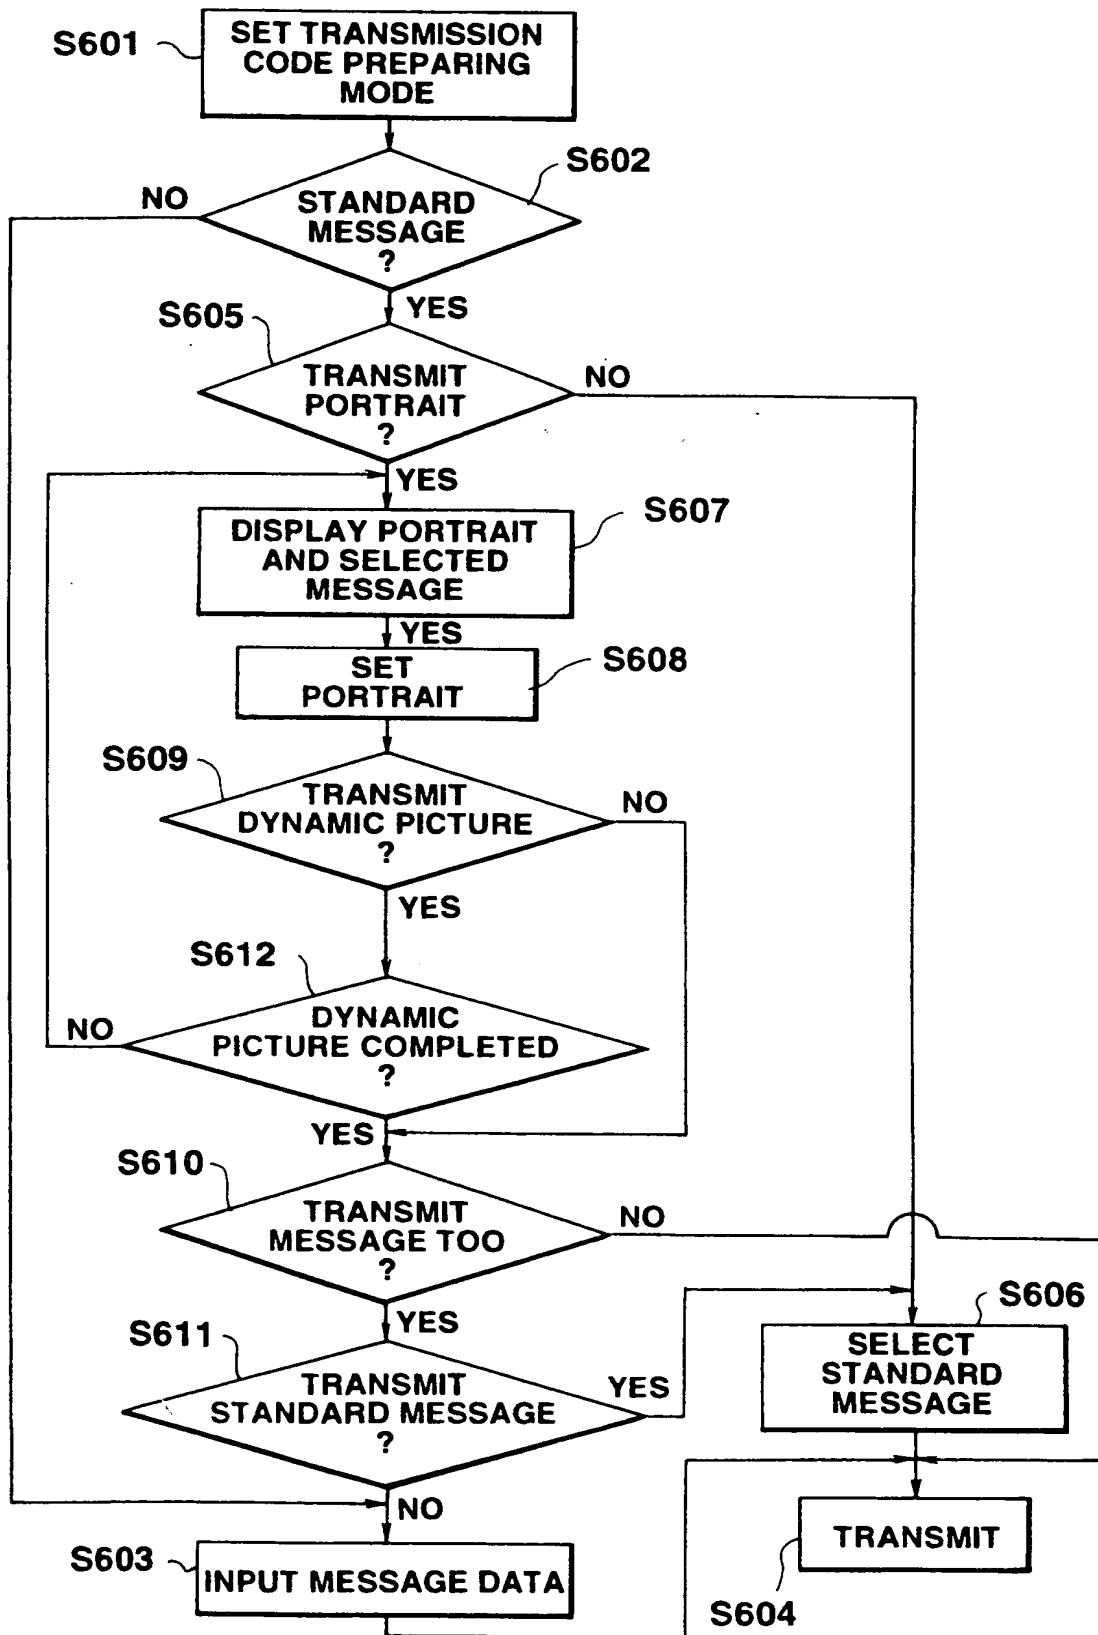 S601
SET TRANSMISSION
CODE PREPARING
MODE
S602
NO
STANDARD
MESSAGE
?
YES
S605
TRANSMIT
PORTRAIT
?
NO
YES
S607
DISPLAY PORTRAIT
AND SELECTED
MESSAGE
YES
S608
SET
PORTRAIT
S609
TRANSMIT
DYNAMIC PICTURE
?
NO
YES
S612
NO
DYNAMIC
PICTURE COMPLETED
?
YES
S610
TRANSMIT
MESSAGE TOO
?
NO
YES
S611
TRANSMIT
STANDARD MESSAGE
?
YES
S606
SELECT
STANDARD
MESSAGE
NO
S603
INPUT MESSAGE DATA
TRANSMIT
S604